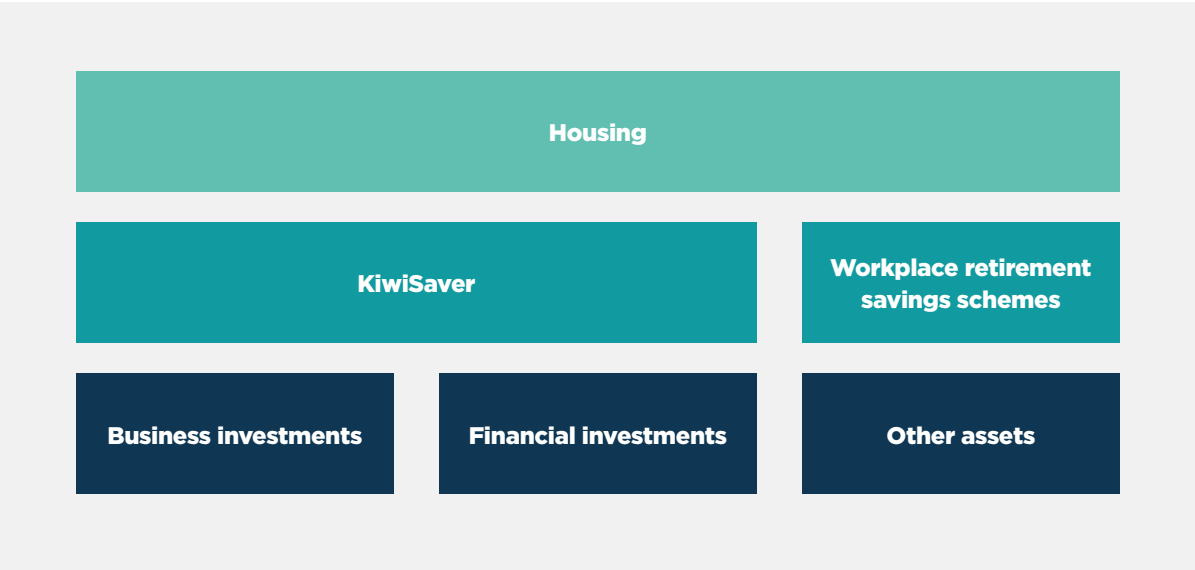 Housing
KiwiSaver
Workplace retirement
savings schemes
Business investments
Financial investments
Other assets